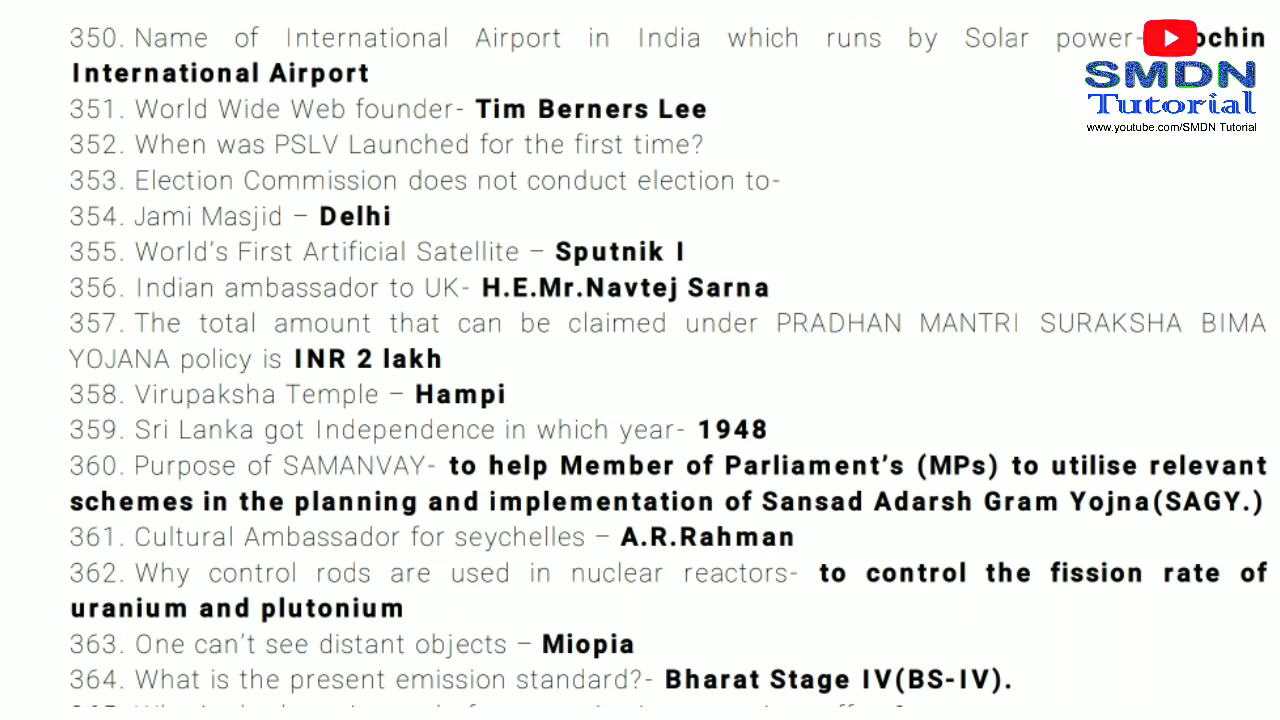 350. Name of International Airport in India which runs by Solar power- ochin
International Airport
351. World Wide Web founder- Tim Berners Lee
352. When was PSLV Launched for the first time?
353. Election Commission does not conduct election to-
354. Jami Masjid – Delhi
355. World’s First Artificial Satellite – Sputnik I
356. Indian ambassador to UK- H.E.Mr.Navtej Sarna
357. The total amount that can be claimed under PRADHAN MANTRI SURAKSHA BIMA
YOJANA policy is INR 2 lakh
358. Virupaksha Temple – Hampi
359. Sri Lanka got Independence in which year- 1948
360. Purpose of SAMANVAY- to help Member of Parliament’s (MPs) to utilise relevant
schemes in the planning and implementation of Sansad Adarsh Gram Yojna(SAGY.)
361. Cultural Ambassador for seychelles – A.R.Rahman
362. Why control rods are used in nuclear reactors- to control the fission rate of
uranium and plutonium
363. One can’t see distant objects – Miopia
364. What is the present emission standard?- Bharat Stage IV(BS-IV).
SMDN
Tutorial
www.youtube.com/SMDN Tutorial